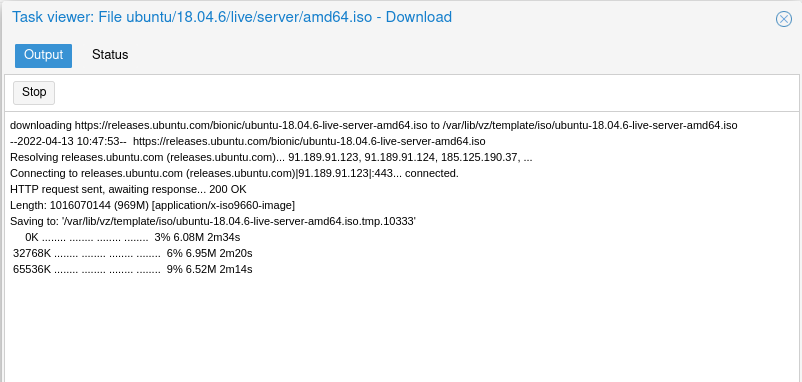 Task viewer: File ubuntu/18.04.6/live/server/amd64.iso - Download
Output Status
Stop
downloading https://releases.ubuntu.com/bionic/ubuntu-18.04.6-live-server-amd64.iso to /var/lib/vz/template/iso/ubuntu-18.04.6-live-server-amd64.iso
--2022-04-13 10:47:53--  https://releases.ubuntu.com/bionic/ubuntu-18.04.6-live-server-amd64.iso
Resolving releases.ubuntu.com (releases.ubuntu.com)... 91.189.91.123, 91.189.91.124, 185.125.190.37, ...
Connecting to releases.ubuntu.com (releases.ubuntu.com)|91.189.91.123|:443... connected.
HTTP request sent, awaiting response... 200 OK
Length: 1016070144 (969M) [application/x-iso9660-image]
Saving to: '/var/lib/vz/template/iso/ubuntu-18.04.6-live-server-amd64.iso.tmp.10333'
0K ........ ........ ........ ........  3% 6.08M 2m34s
32768K ........ ........ ........ ........  6% 6.95M 2m20s
65536K ........ ........ ........ ........  9% 6.52M 2m14s